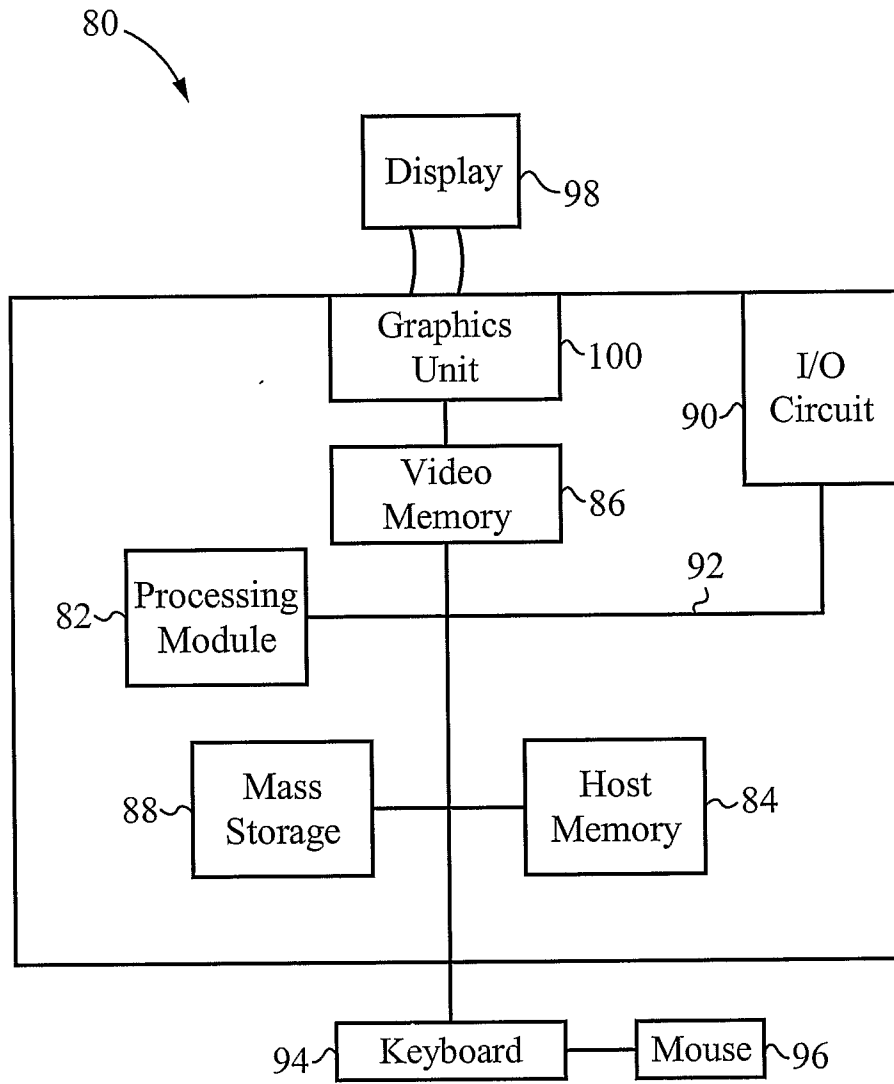 80
Display
98
Graphics
Unit
100
I/O
Circuit
90
Video
Memory
86
92
Processing
Module
82
Mass
Storage
88
Host
Memory
84
94
Keyboard
Mouse
96